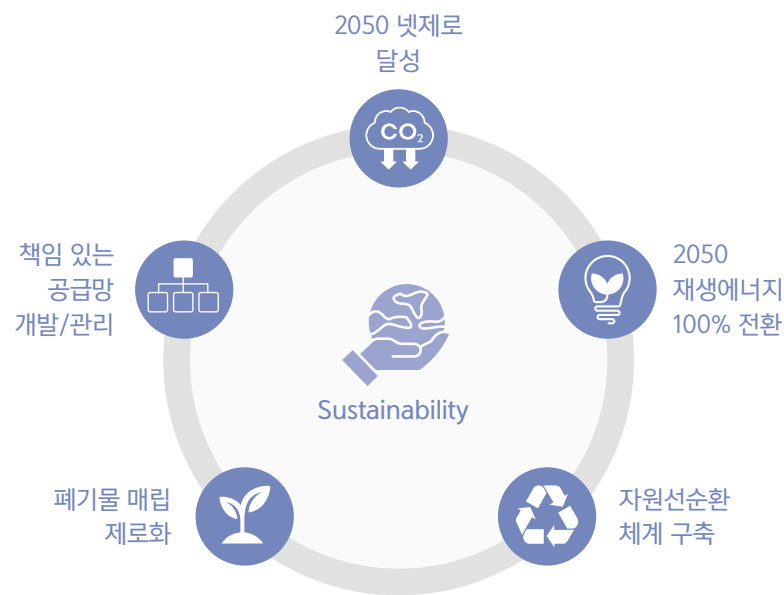 2050 넷제로
달성
CO₂
책임 있는
공급망
개발/관리
2050
재생에너지
100% 전환
Sustainability
폐기물 매립
제로화
자원선순환
체계 구축